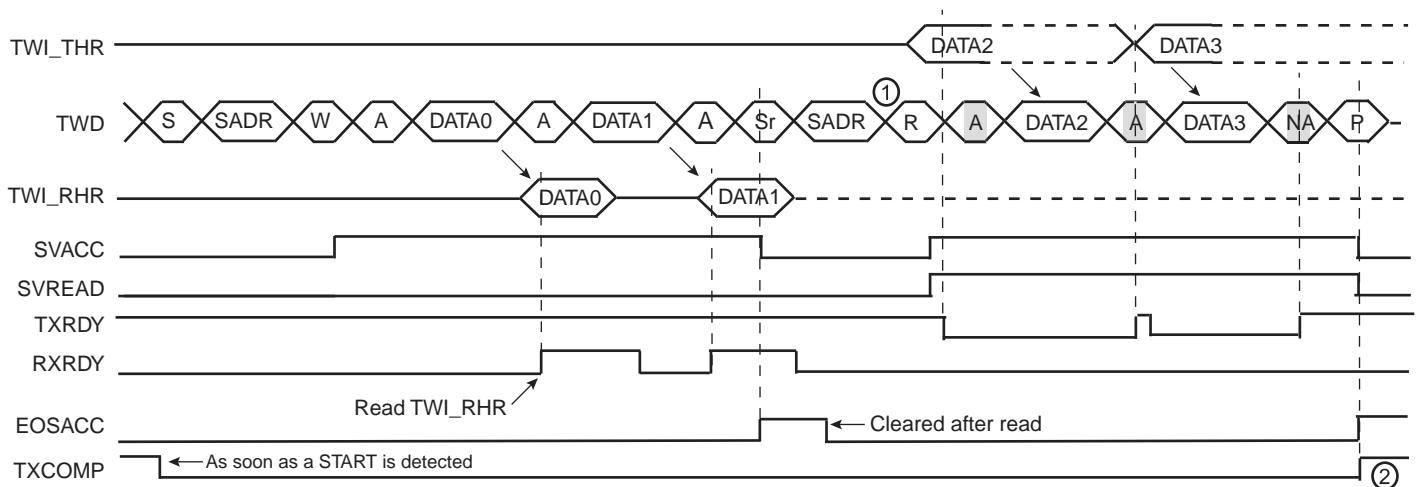 TWI_THR DATA2 DATA3
①
TWD S SADR W A DATA0 A DATA1 A Sr SADR R A DATA2 A DATA3 NA P
TWI_RHR DATA0 DATA1
SVACC
SVREAD
TXRDY
RXRDY
Read TWI_RHR
EOSACC Cleared after read
TXCOMP As soon as a START is detected ②